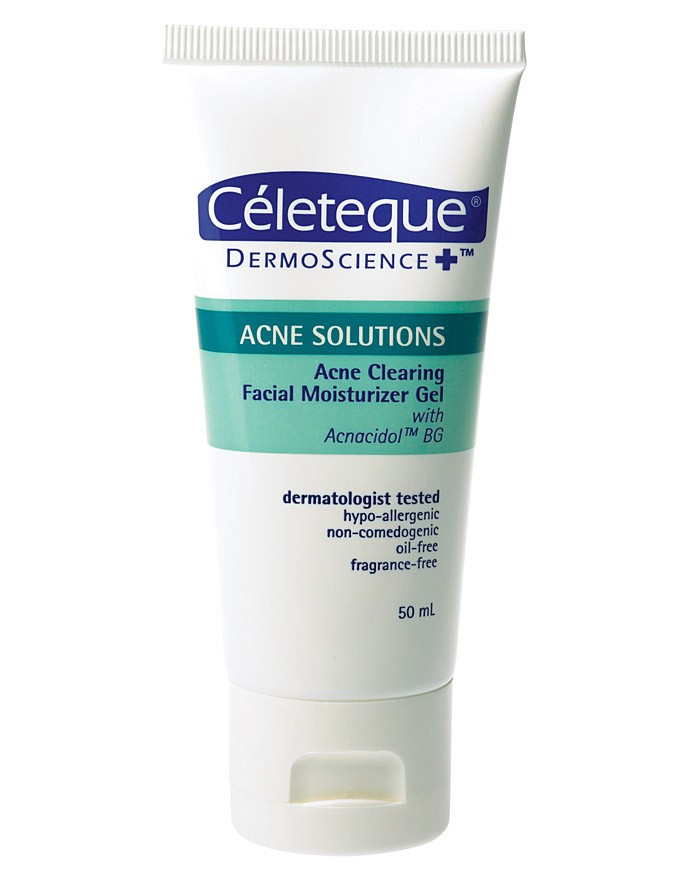 Céleteque®
DERMOSCIENCE✚™
ACNE SOLUTIONS
Acne Clearing
Facial Moisturizer Gel
with
Acnacidol™ BG
dermatologist tested
hypo-allergenic
non-comedogenic
oil-free
fragrance-free
50 mL